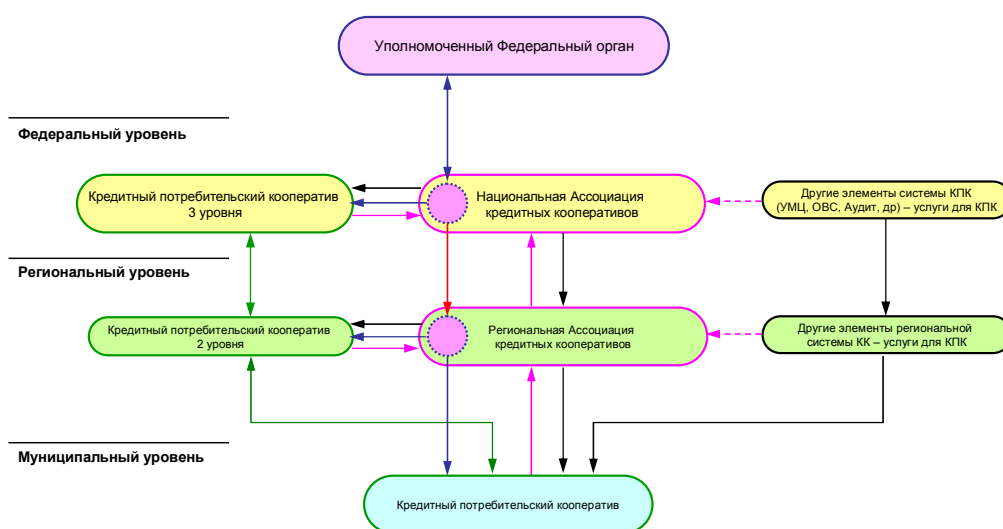 Уполномоченный Федеральный орган
Федеральный уровень
Кредитный потребительский кооператив
3 уровня
Национальная Ассоциация
кредитных кооперативов
Другие элементы системы КПК
(УМЦ, ОВС, Аудит, др) – услуги для КПК
Региональный уровень
Кредитный потребительский кооператив
2 уровня
Региональная Ассоциация
кредитных кооперативов
Другие элементы региональной
системы КК – услуги для КПК
Муниципальный уровень
Кредитный потребительский кооператив